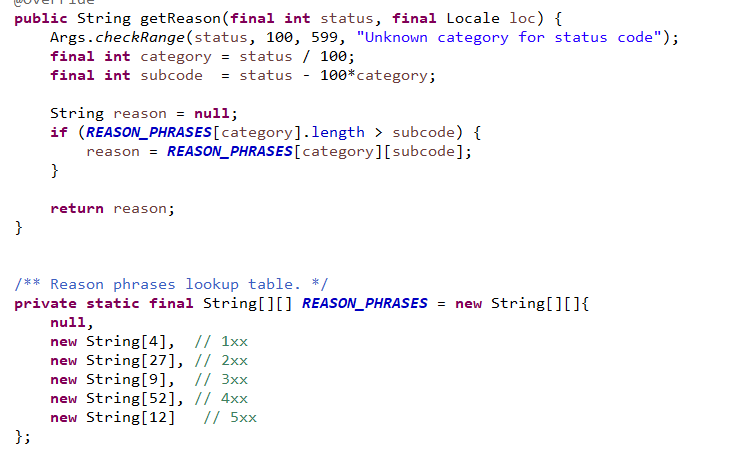 @Override
public String getReason(final int status, final Locale loc) {
    Args.checkRange(status, 100, 599, "Unknown category for status code");
    final int category = status / 100;
    final int subcode  = status - 100*category;

    String reason = null;
    if (REASON_PHRASES[category].length > subcode) {
        reason = REASON_PHRASES[category][subcode];
    }

    return reason;
}


/** Reason phrases lookup table. */
private static final String[][] REASON_PHRASES = new String[][]{
    null,
    new String[4],  // 1xx
    new String[27], // 2xx
    new String[9],  // 3xx
    new String[52], // 4xx
    new String[12]   // 5xx
};